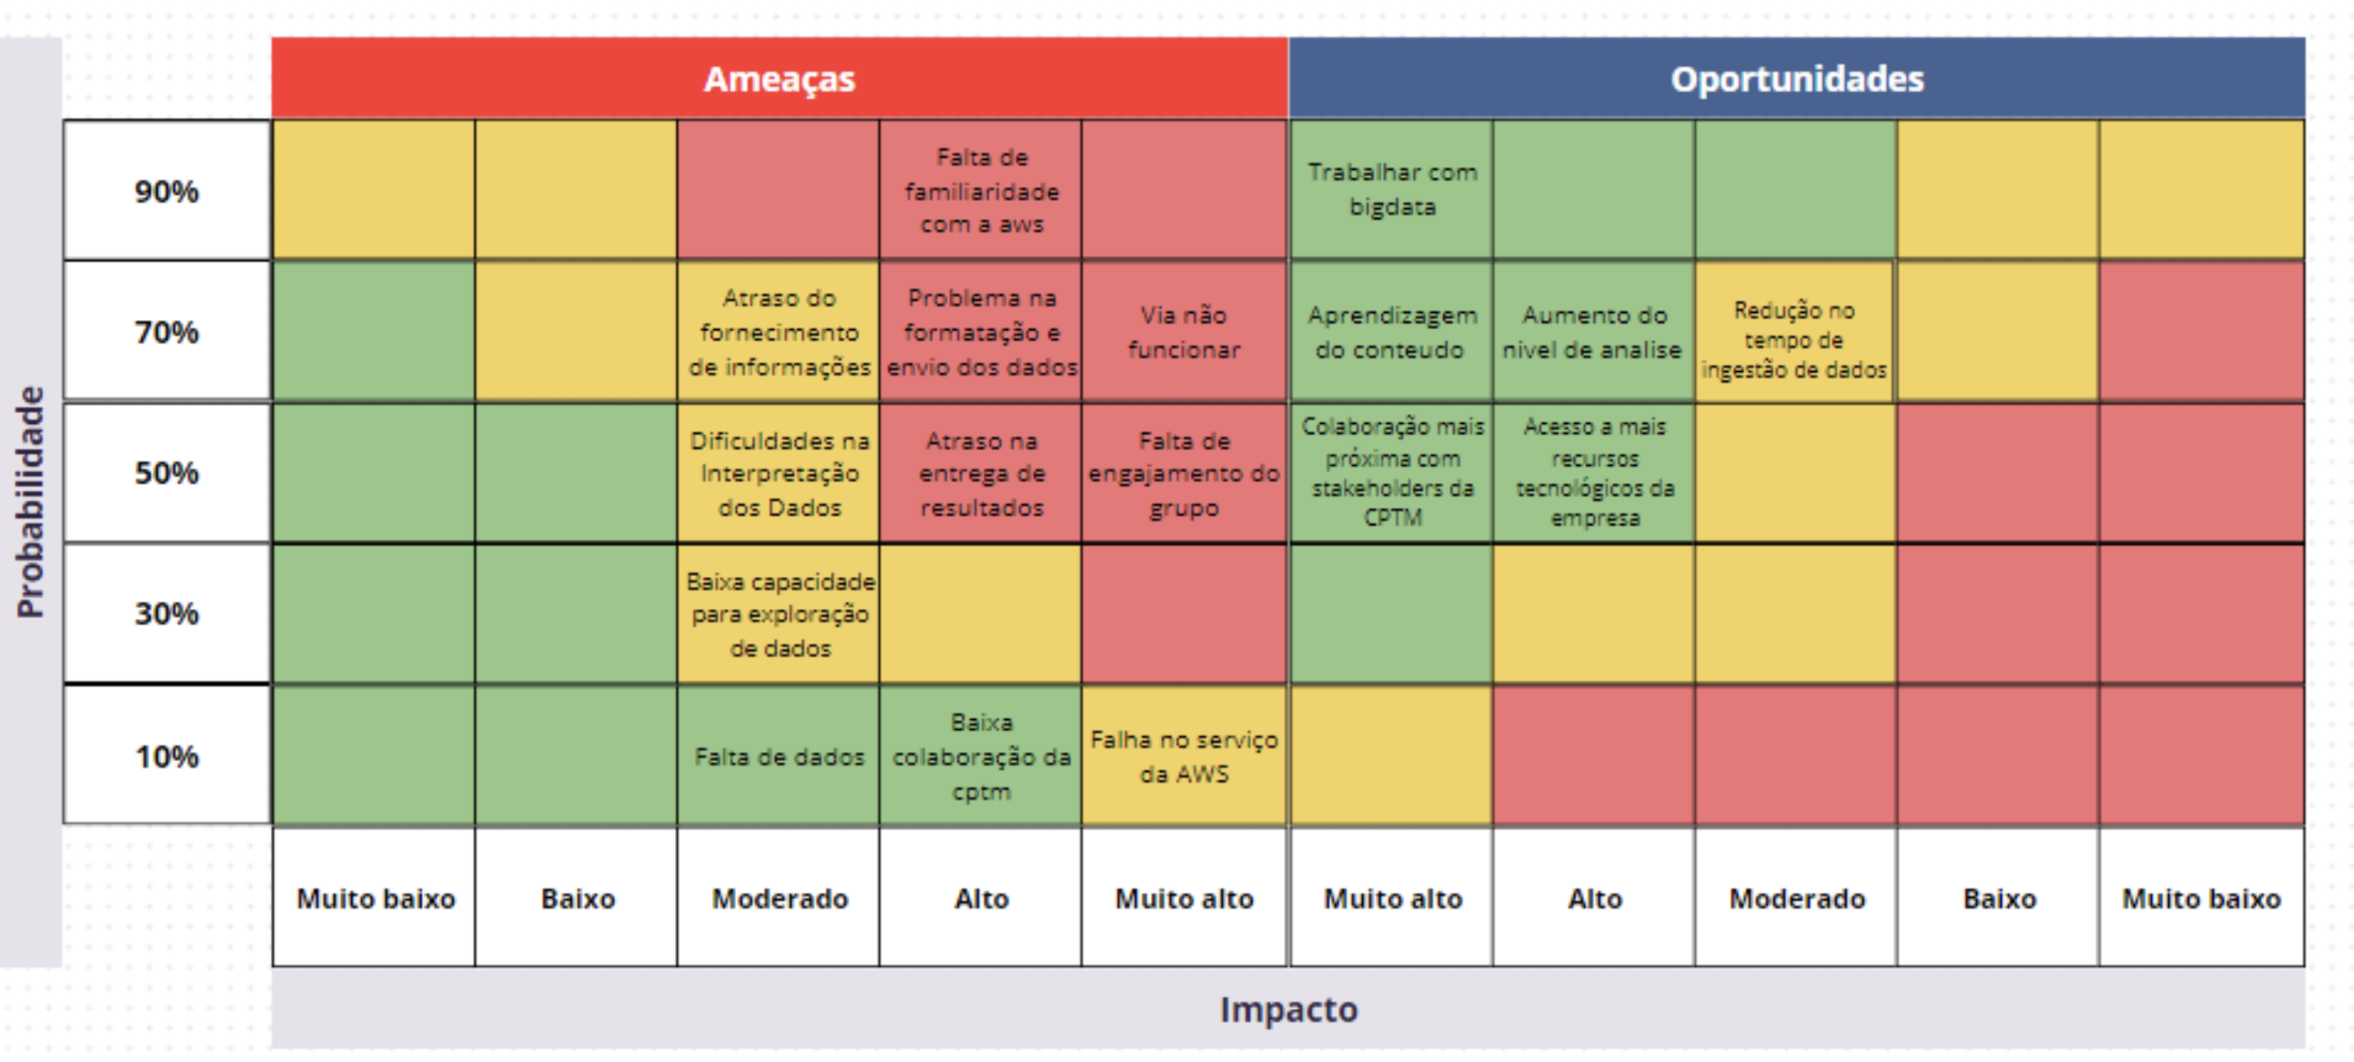 Ameaças
Oportunidades
Probabilidade
90%
Falta de
familiaridade
com a aws
Trabalhar com
bigdata
70%
Atraso do
fornecimento
de informações
Problema na
formatação e
envio dos dados
Via não
funcionar
Aprendizagem
do conteudo
Aumento do
nivel de analise
Redução no
tempo de
ingestão de dados
50%
Dificuldades na
Interpretação
dos Dados
Atraso na
entrega de
resultados
Falta de
engajamento do
grupo
Colaboração mais
próxima com
stakeholders da
CPTM
Acesso a mais
recursos
tecnológicos da
empresa
30%
Baixa capacidade
para exploração
de dados
10%
Falta de dados
Baixa
colaboração da
cptm
Falha no serviço
da AWS
Muito baixo
Baixo
Moderado
Alto
Muito alto
Muito alto
Alto
Moderado
Baixo
Muito baixo
Impacto